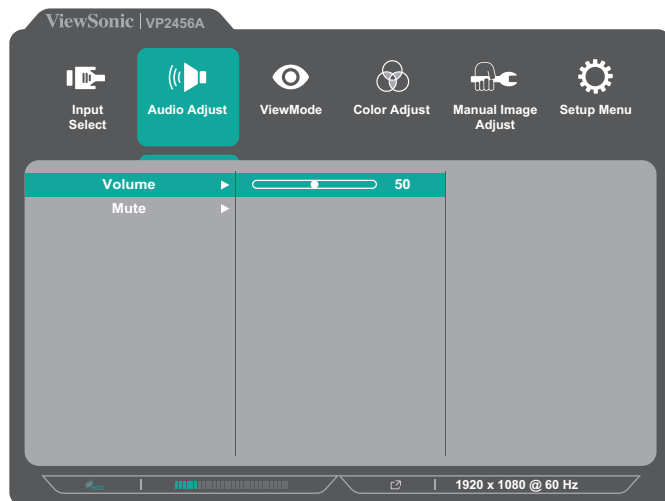 ViewSonic | VP2456A
Input Select
Audio Adjust
ViewMode
Color Adjust
Manual Image Adjust
Setup Menu
Volume
50
Mute
eco
1920 x 1080 @ 60 Hz